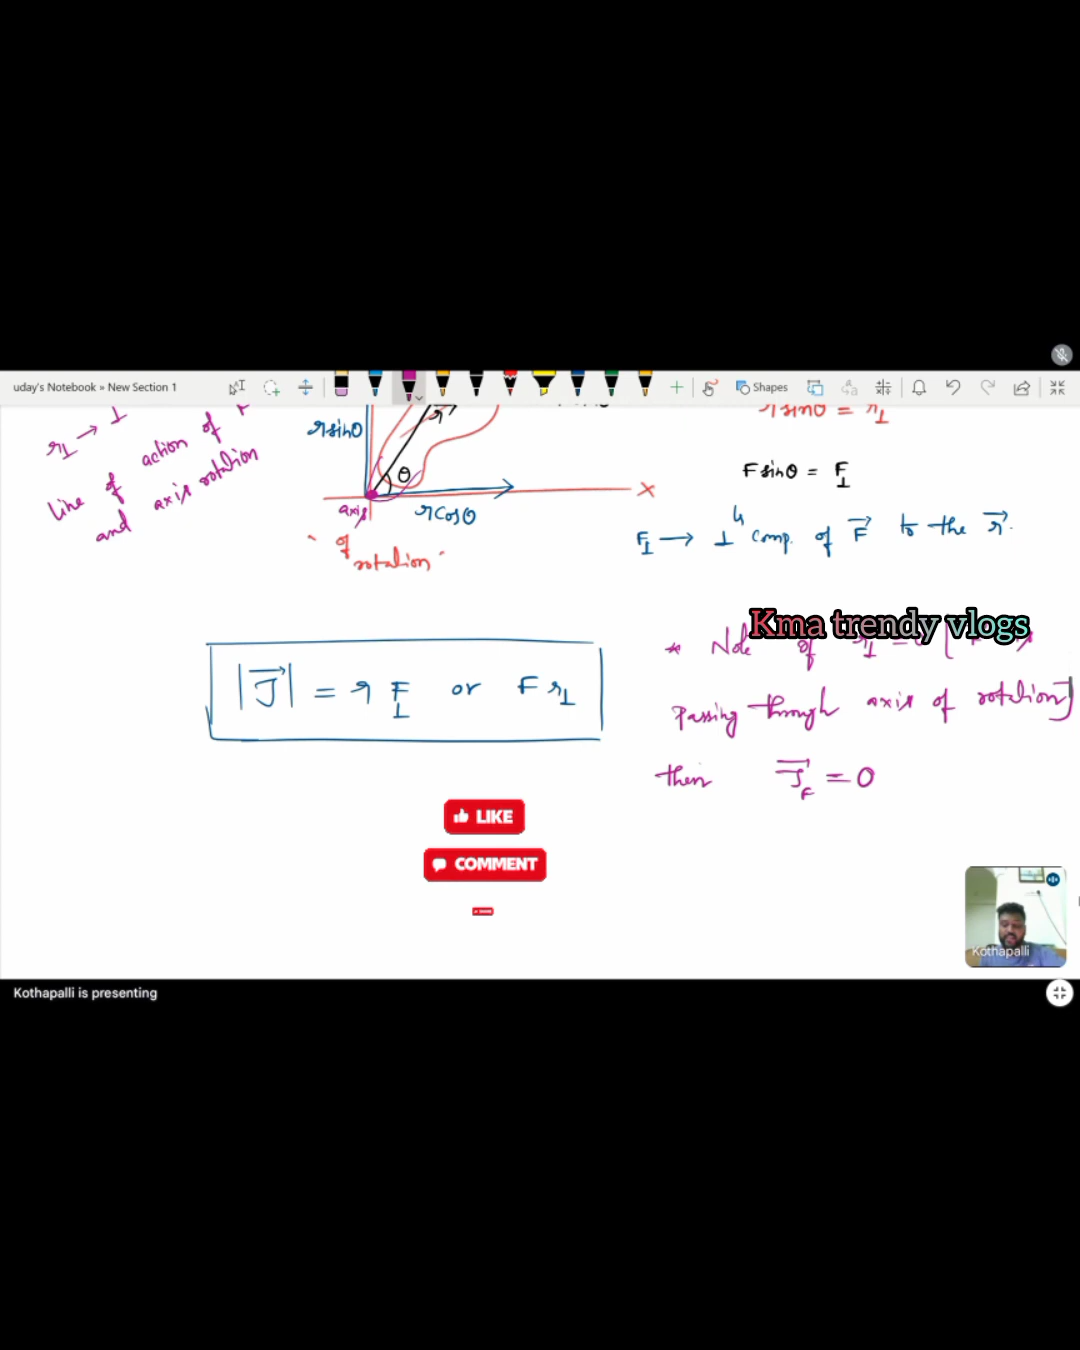 uday's Notebook » New Section 1
Shapes
r⊥ → ⊥
line of action of F
and axis rotation
rsinθ
r⃗
θ
X
axis
of
rotation
rcosθ
rsinθ = r⊥
Fsinθ = F⊥
F⊥ → ⊥ comp. of F⃗ to the r⃗.
Kma trendy vlogs
* Note
Passing through axis of rotation]
then τ⃗F = 0
|τ⃗| = r F⊥ or F r⊥
LIKE
COMMENT
Kothapalli
Kothapalli is presenting